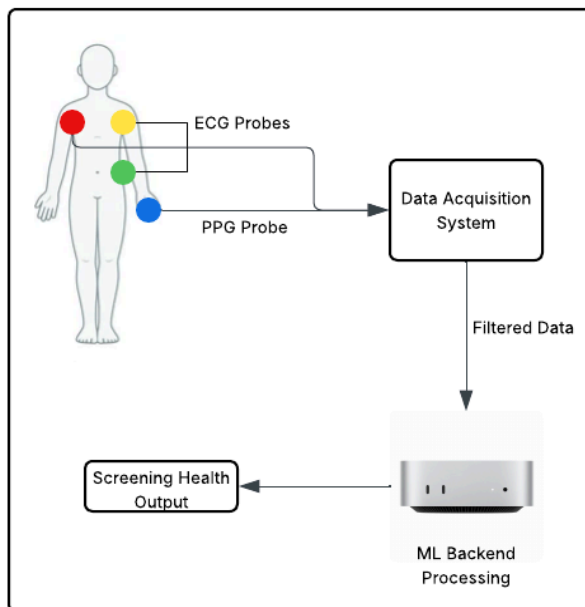 ECG Probes
PPG Probe
Data Acquisition
System
Filtered Data
Screening Health
Output
ML Backend
Processing